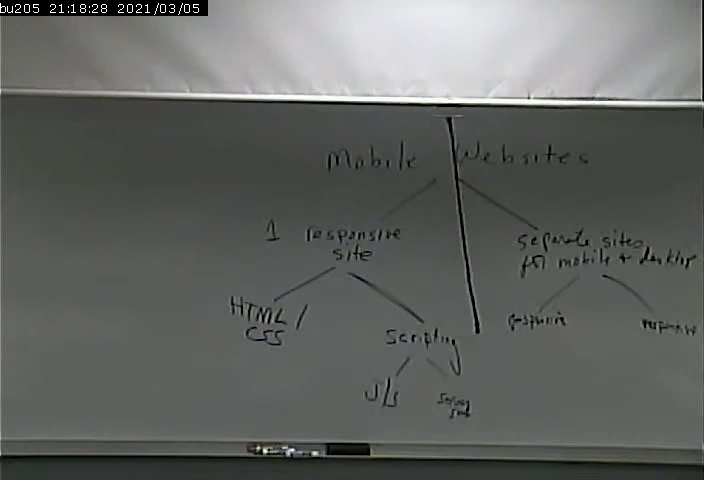 bu205 21:18:28 2021/03/05
Mobile Websites
1 responsive
site
separate sites
for mobile + desktop
HTML /
CSS
Scripting
responsive
J/s